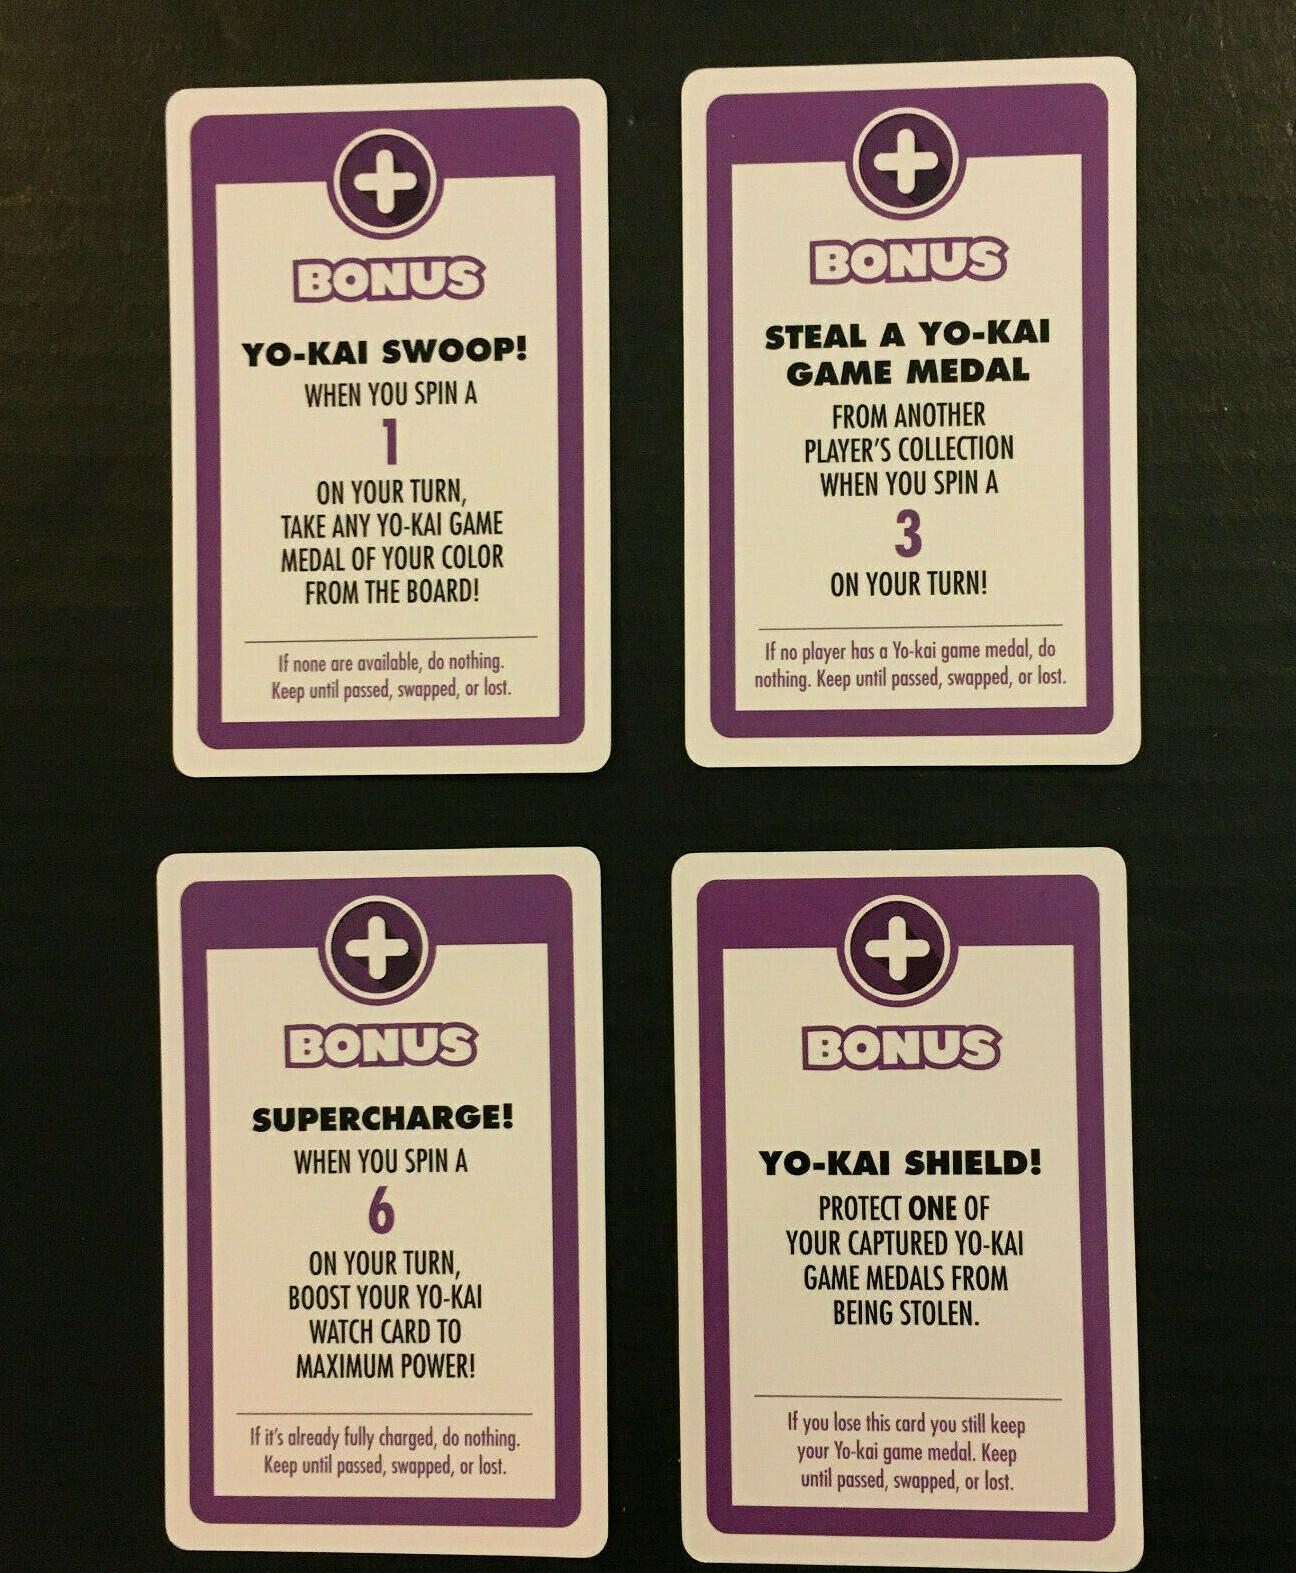 BONUS
YO-KAI SWOOP!
WHEN YOU SPIN A
1
ON YOUR TURN,
TAKE ANY YO-KAI GAME
MEDAL OF YOUR COLOR
FROM THE BOARD!
If none are available, do nothing.
Keep until passed, swapped, or lost.
BONUS
STEAL A YO-KAI
GAME MEDAL
FROM ANOTHER
PLAYER'S COLLECTION
WHEN YOU SPIN A
3
ON YOUR TURN!
If no player has a Yo-kai game medal, do
nothing. Keep until passed, swapped, or lost.
BONUS
SUPERCHARGE!
WHEN YOU SPIN A
6
ON YOUR TURN,
BOOST YOUR YO-KAI
WATCH CARD TO
MAXIMUM POWER!
If it's already fully charged, do nothing.
Keep until passed, swapped, or lost.
BONUS
YO-KAI SHIELD!
PROTECT ONE OF
YOUR CAPTURED YO-KAI
GAME MEDALS FROM
BEING STOLEN.
If you lose this card you still keep
your Yo-kai game medal. Keep
until passed, swapped, or lost.